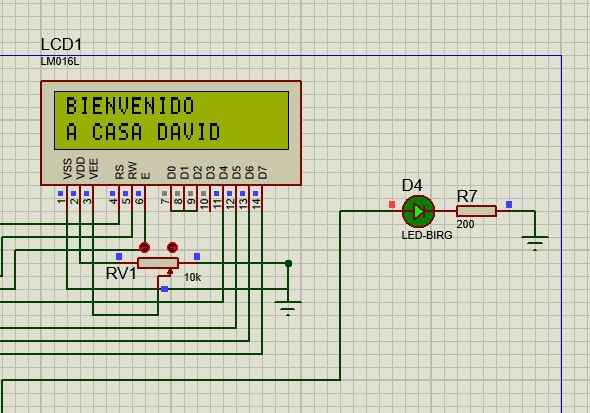 LCD1
LM016L
BIENVENIDO
A CASA DAVID
VSS VDD VEE RS RW E D0 D1 D2 D3 D4 D5 D6 D7
1 2 3 4 5 6 7 8 9 10 11 12 13 14
D4
R7
LED-BIRG
200
RV1
10k